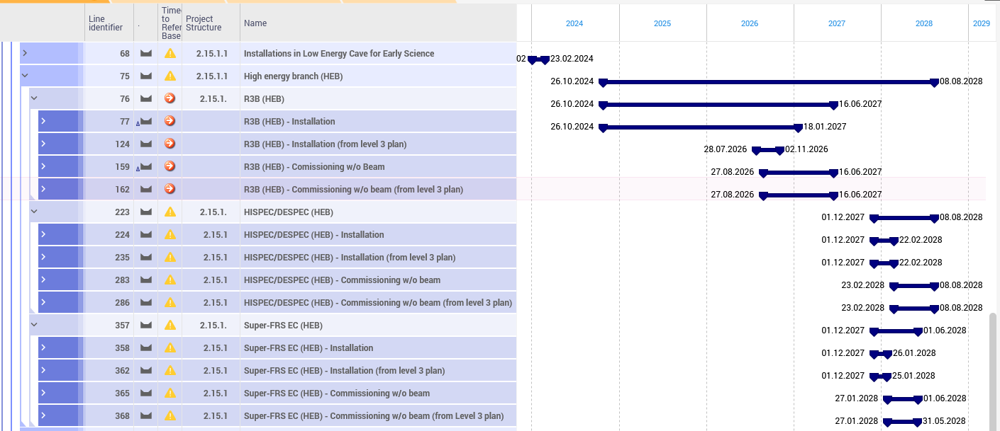 Line identifier . Time to Refer Base Project Structure Name 2024 2025 2026 2027 2028 2029
68 2.15.1.1 Installations in Low Energy Cave for Early Science 02 23.02.2024
75 2.15.1.1 High energy branch (HEB) 26.10.2024 08.08.2028
76 2.15.1. R3B (HEB) 26.10.2024 16.06.2027
77 R3B (HEB) - Installation 26.10.2024 18.01.2027
124 R3B (HEB) - Installation (from level 3 plan) 28.07.2026 02.11.2026
159 R3B (HEB) - Comissioning w/o Beam 27.08.2026 16.06.2027
162 R3B (HEB) - Commissioning w/o beam (from level 3 plan) 27.08.2026 16.06.2027
223 2.15.1. HISPEC/DESPEC (HEB) 01.12.2027 08.08.2028
224 2.15.1 HISPEC/DESPEC (HEB) - Installation 01.12.2027 22.02.2028
235 2.15.1 HISPEC/DESPEC (HEB) - Installation (from level 3 plan) 01.12.2027 22.02.2028
283 2.15.1 HISPEC/DESPEC (HEB) - Commissioning w/o beam 23.02.2028 08.08.2028
286 2.15.1 HISPEC/DESPEC (HEB) - Commissioning w/o beam (from level 3 plan) 23.02.2028 08.08.2028
357 2.15.1. Super-FRS EC (HEB) 01.12.2027 01.06.2028
358 2.15.1 Super-FRS EC (HEB) - Installation 01.12.2027 26.01.2028
362 2.15.1 Super-FRS EC (HEB) - Installation (from level 3 plan) 01.12.2027 25.01.2028
365 2.15.1 Super-FRS EC (HEB) - Commissioning w/o beam 27.01.2028 01.06.2028
368 2.15.1 Super-FRS EC (HEB) - Commissioning w/o beam (from Level 3 plan) 27.01.2028 31.05.2028